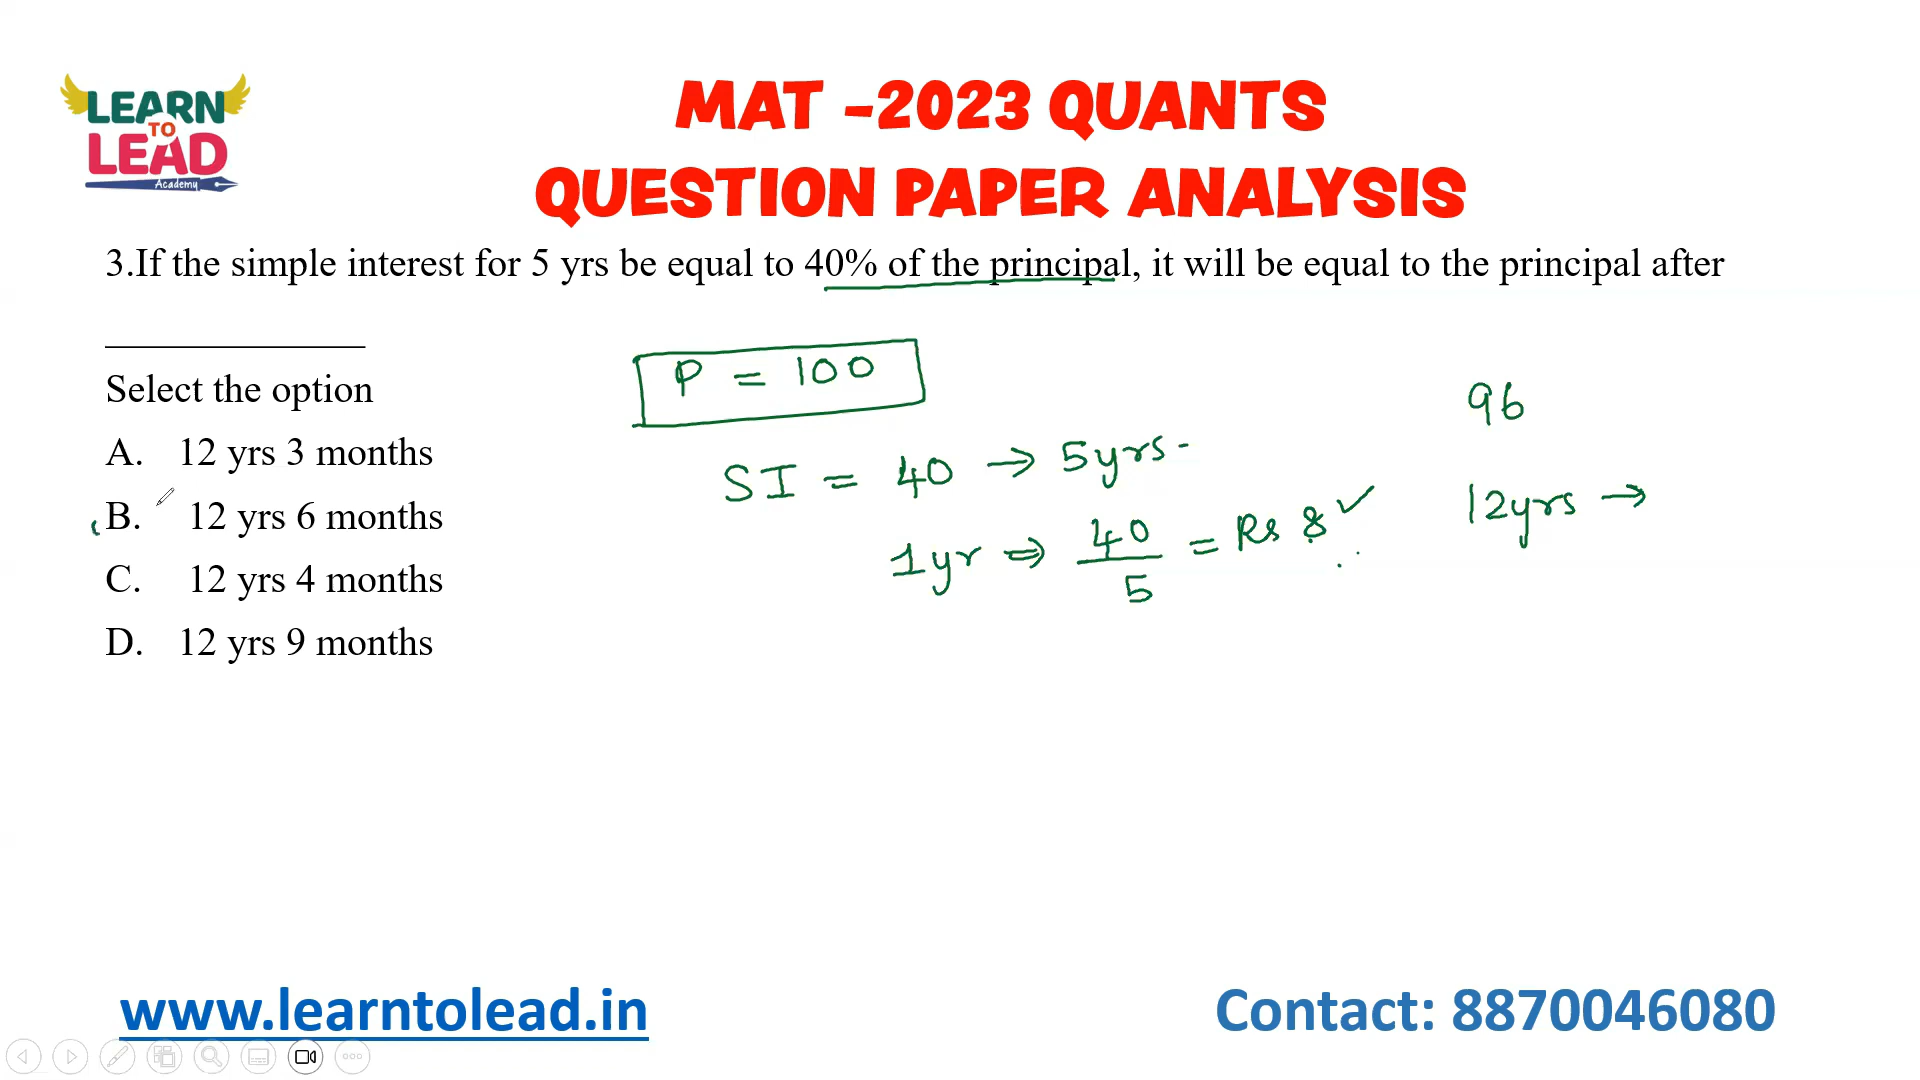 LEARN
TO
LEAD
Academy
MAT -2023 QUANTS
QUESTION PAPER ANALYSIS
3.If the simple interest for 5 yrs be equal to 40% of the principal, it will be equal to the principal after
_____________
Select the option
A. 12 yrs 3 months
B. 12 yrs 6 months
C. 12 yrs 4 months
D. 12 yrs 9 months
P = 100
SI = 40 → 5yrs-
1yr ⇒ 40/5 = Rs 8 ✓
96
12yrs →
www.learntolead.in
Contact: 8870046080